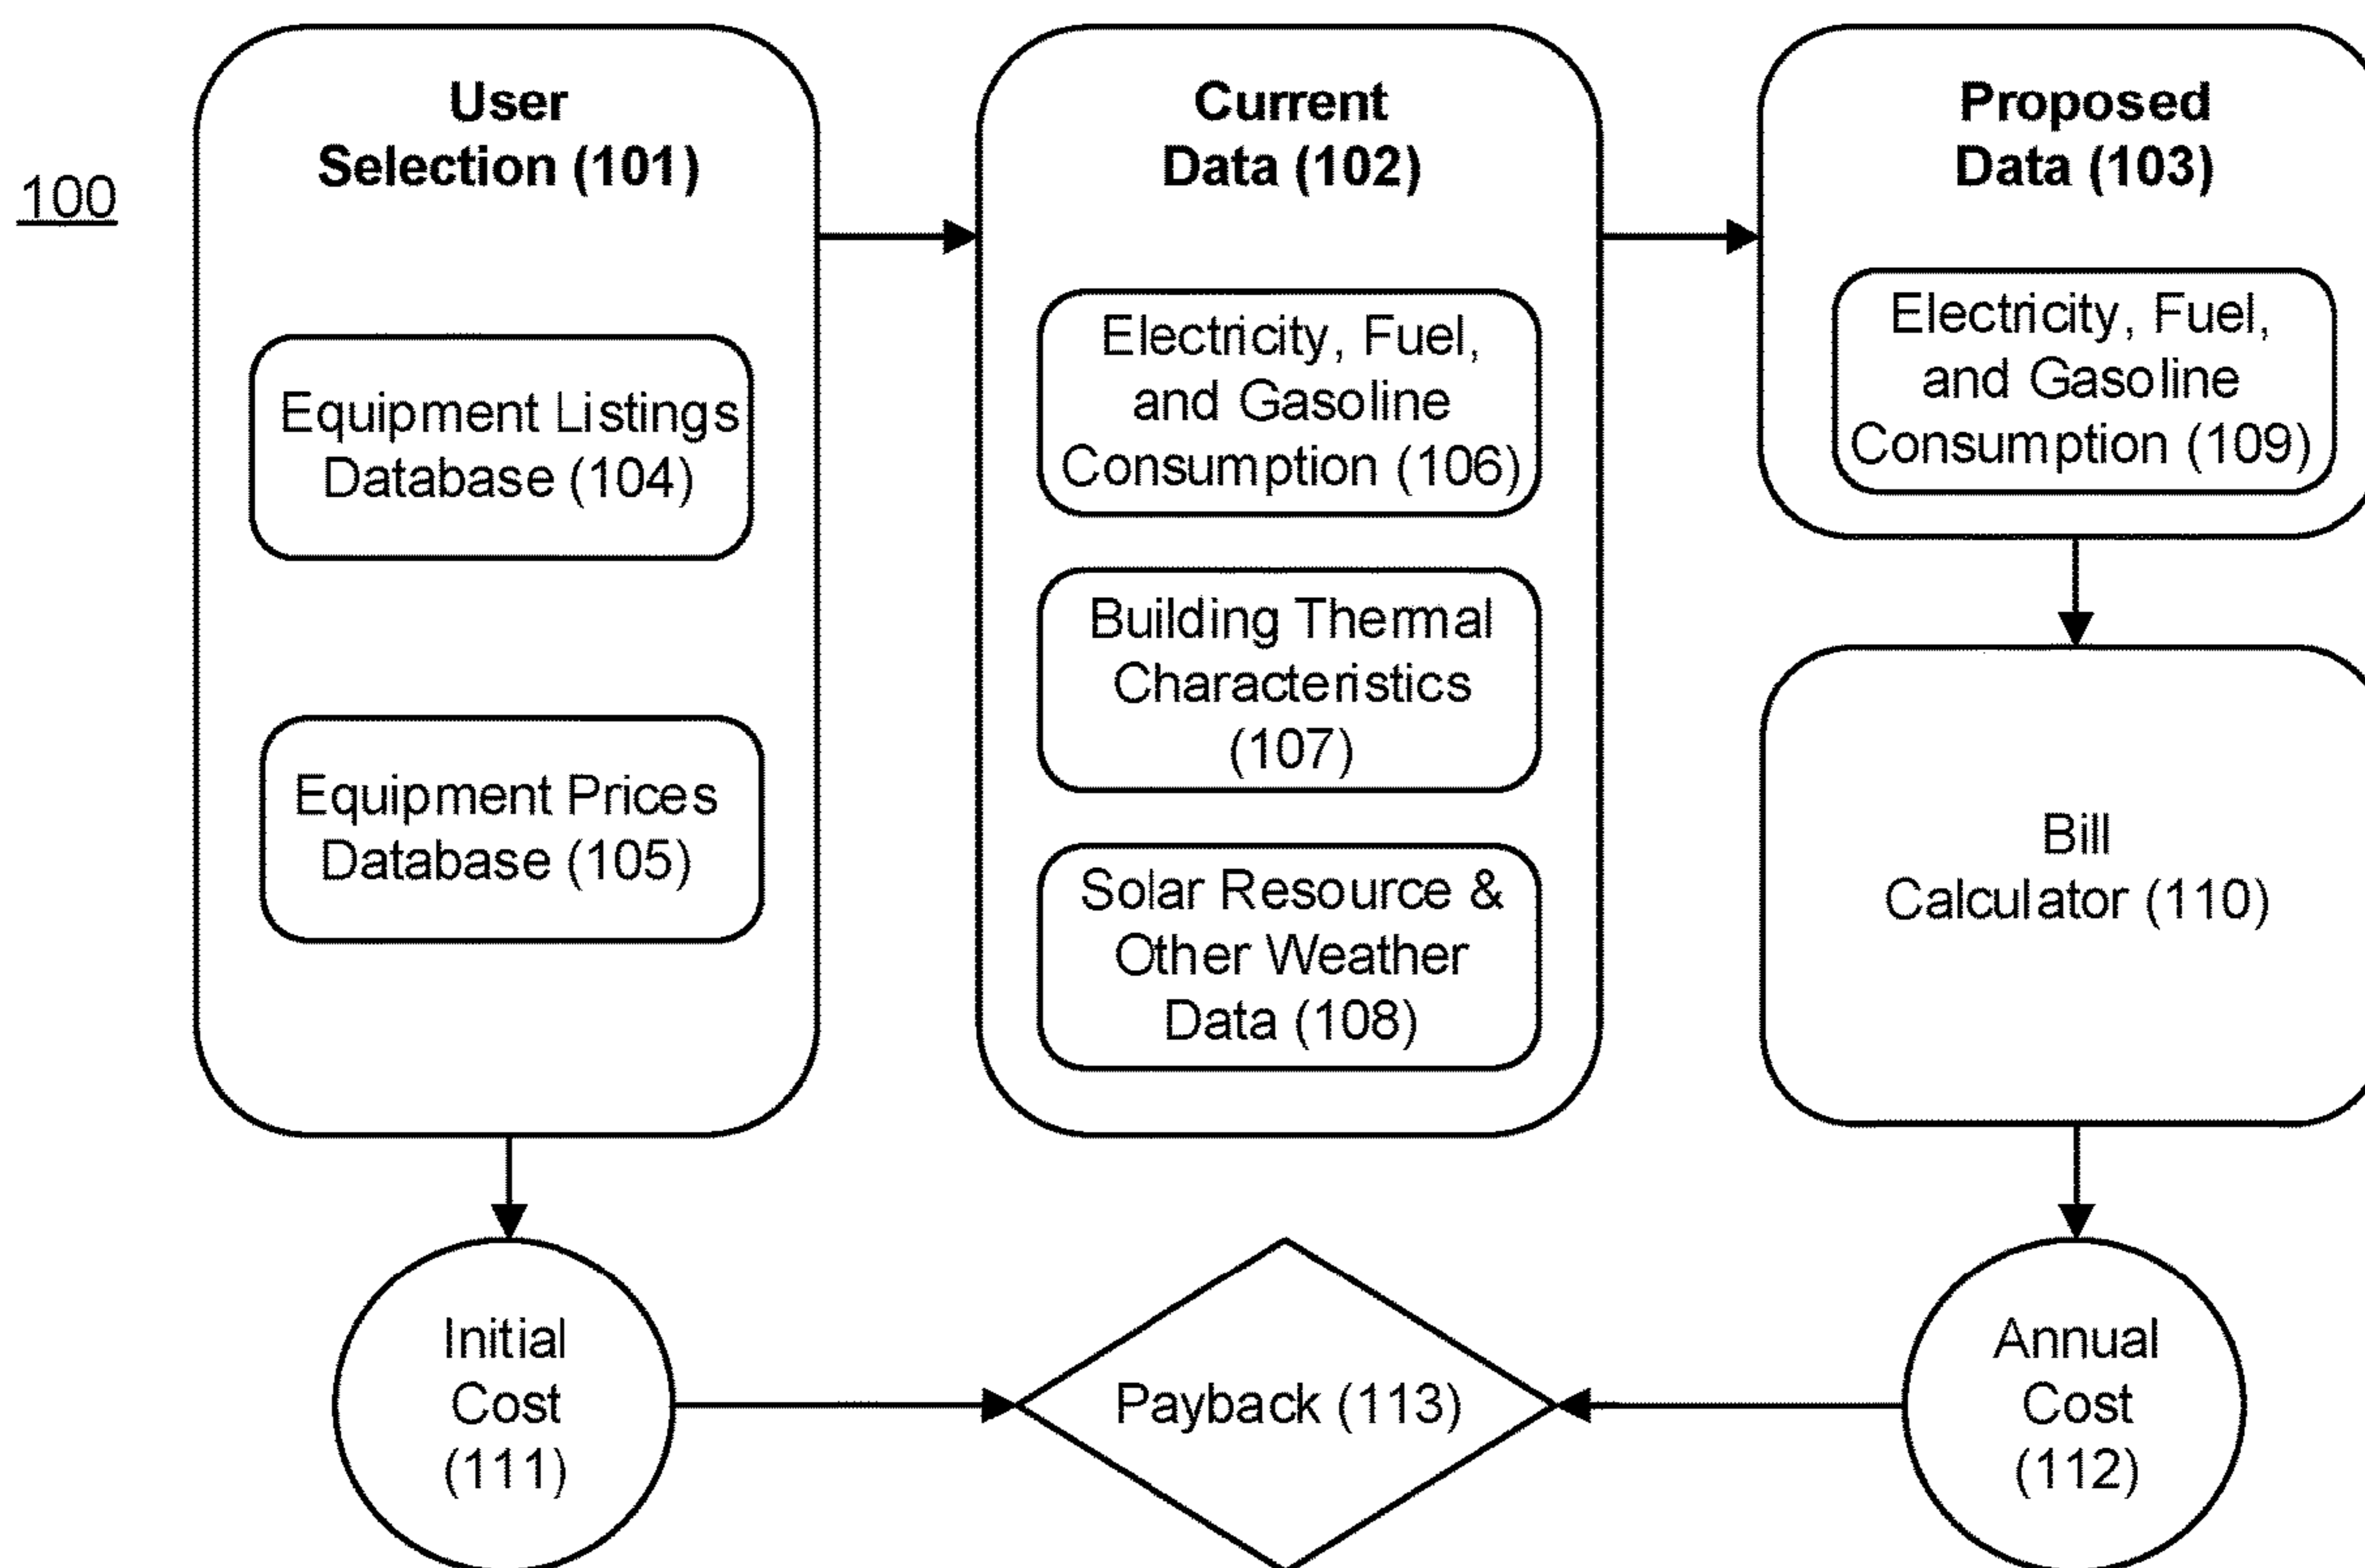 100
User
Selection (101)
Equipment Listings
Database (104)
Equipment Prices
Database (105)
Current
Data (102)
Electricity, Fuel,
and Gasoline
Consumption (106)
Building Thermal
Characteristics
(107)
Solar Resource &
Other Weather
Data (108)
Proposed
Data (103)
Electricity, Fuel,
and Gasoline
Consumption (109)
Bill
Calculator (110)
Initial
Cost
(111)
Payback (113)
Annual
Cost
(112)